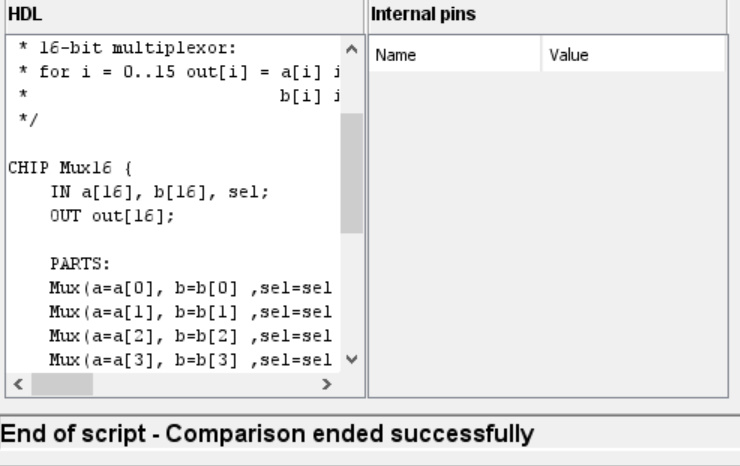 HDL
 * 16-bit multiplexor:
 * for i = 0..15 out[i] = a[i] i
 *                        b[i] i
 */
CHIP Mux16 {
    IN a[16], b[16], sel;
    OUT out[16];
    PARTS:
    Mux(a=a[0], b=b[0] ,sel=sel
    Mux(a=a[1], b=b[1] ,sel=sel
    Mux(a=a[2], b=b[2] ,sel=sel
    Mux(a=a[3], b=b[3] ,sel=sel
Internal pins
Name Value
End of script - Comparison ended successfully